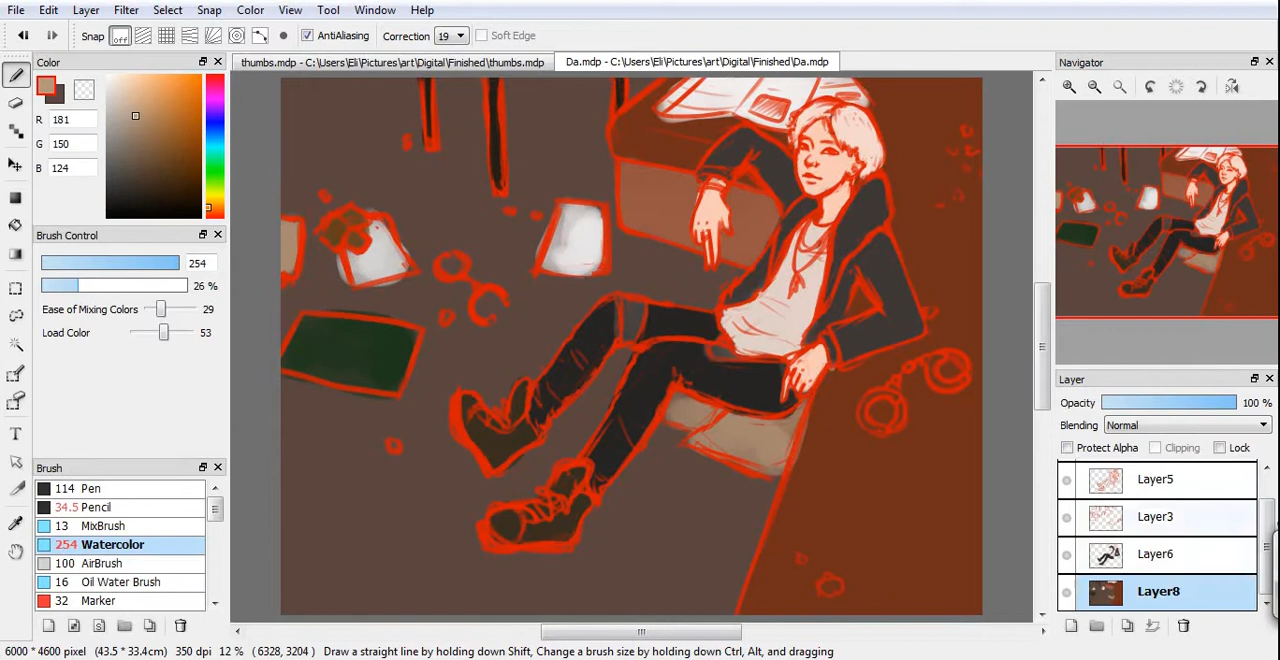 File Edit Layer Filter Select Snap Color View Tool Window Help
Snap off AntiAliasing Correction 19 Soft Edge
Color
thumbs.mdp - C:\Users\Eli\Pictures\art\Digital\Finished\thumbs.mdp
Da.mdp - C:\Users\Eli\Pictures\art\Digital\Finished\Da.mdp
Navigator
R 181
G 150
B 124
Brush Control
254
26 %
Ease of Mixing Colors 29
Load Color 53
Brush
114 Pen
34.5 Pencil
13 MixBrush
254 Watercolor
100 AirBrush
16 Oil Water Brush
32 Marker
Layer
Opacity 100 %
Blending Normal
Protect Alpha Clipping Lock
Layer5
Layer3
Layer6
Layer8
6000 * 4600 pixel (43.5 * 33.4cm) 350 dpi 12 % ( 6328, 3204 ) Draw a straight line by holding down Shift, Change a brush size by holding down Ctrl, Alt, and dragging